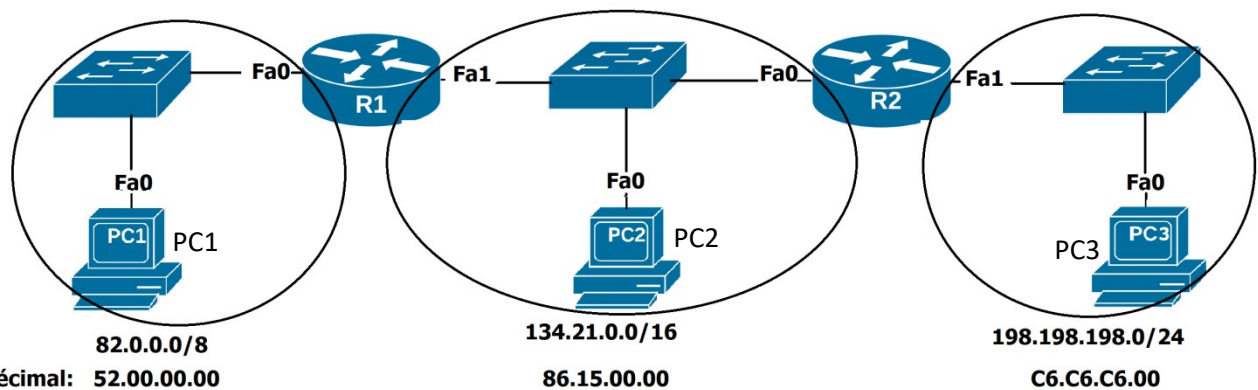 Fa0
R1
Fa1
Fa0
R2
Fa1
Fa0
Fa0
Fa0
PC1 PC1
PC2 PC2
PC3 PC3
82.0.0.0/8
134.21.0.0/16
198.198.198.0/24
écimal: 52.00.00.00
86.15.00.00
C6.C6.C6.00